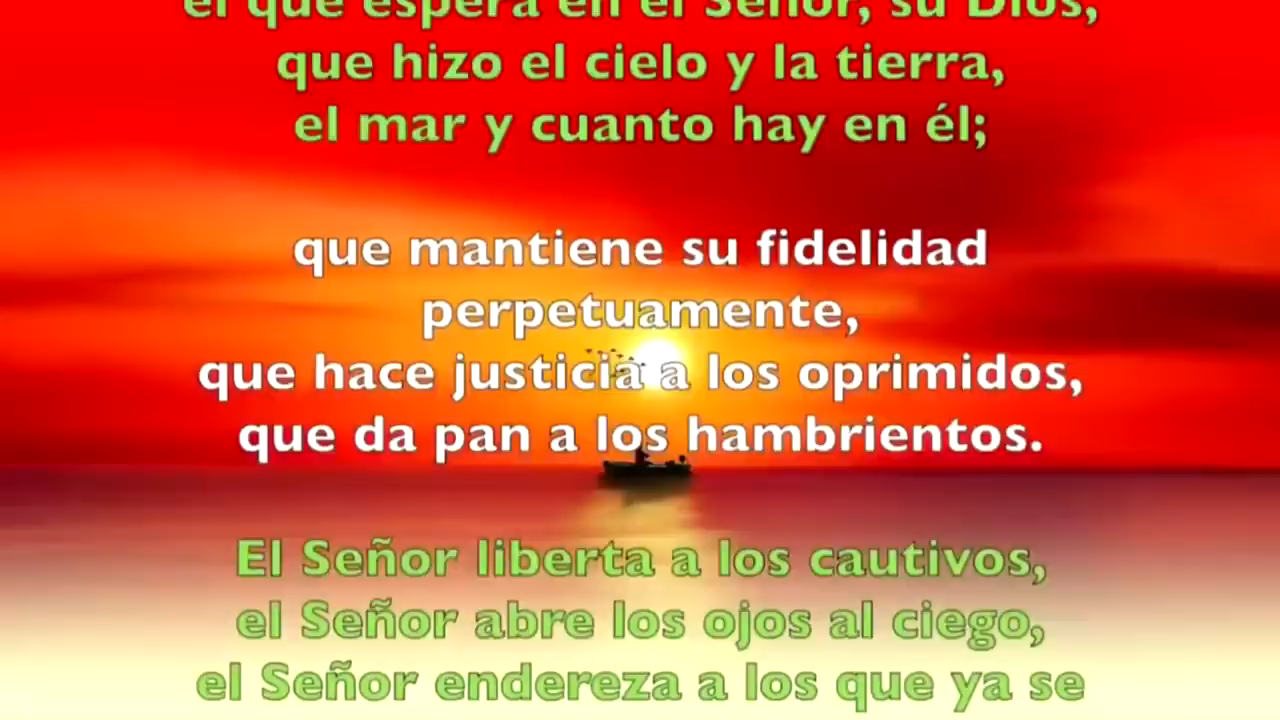 el que espera en el Señor, su Dios,
que hizo el cielo y la tierra,
el mar y cuanto hay en él;
que mantiene su fidelidad
perpetuamente,
que hace justicia a los oprimidos,
que da pan a los hambrientos.
El Señor liberta a los cautivos,
el Señor abre los ojos al ciego,
el Señor endereza a los que ya se